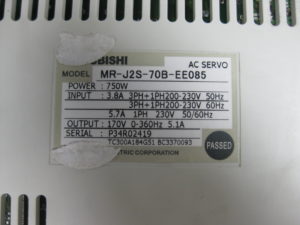 BISHI
AC SERVO
MODEL MR-J2S-70B-EE085
POWER : 750W
INPUT : 3.8A 3PH+1PH200-230V 50Hz
3PH+1PH200-230V 60Hz
5.7A 1PH 230V 50/60Hz
OUTPUT : 170V 0-360Hz 5.1A
SERIAL : P34R02419
TC300A184G51 BC3370093
TRIC CORPORATION
PASSED